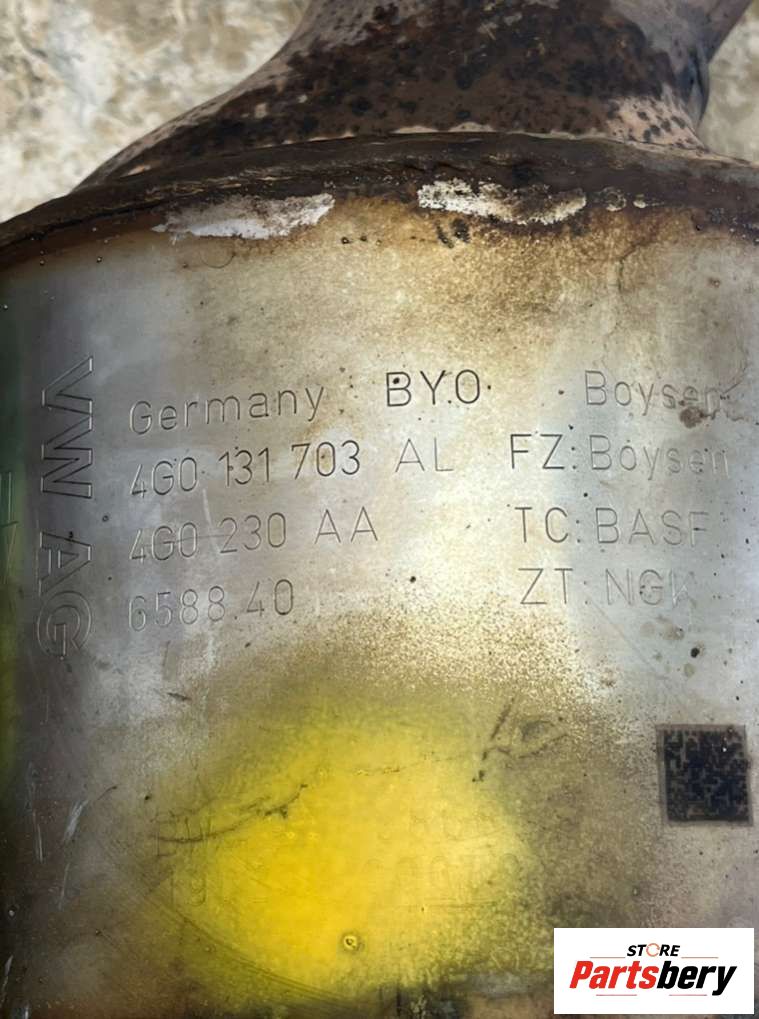 VW AG
Germany BYO Boysen
4G0 131 703 AL FZ: Boysen
4G0 230 AA TC: BASF
6588.40 ZT: NGK
STORE
Partsbery